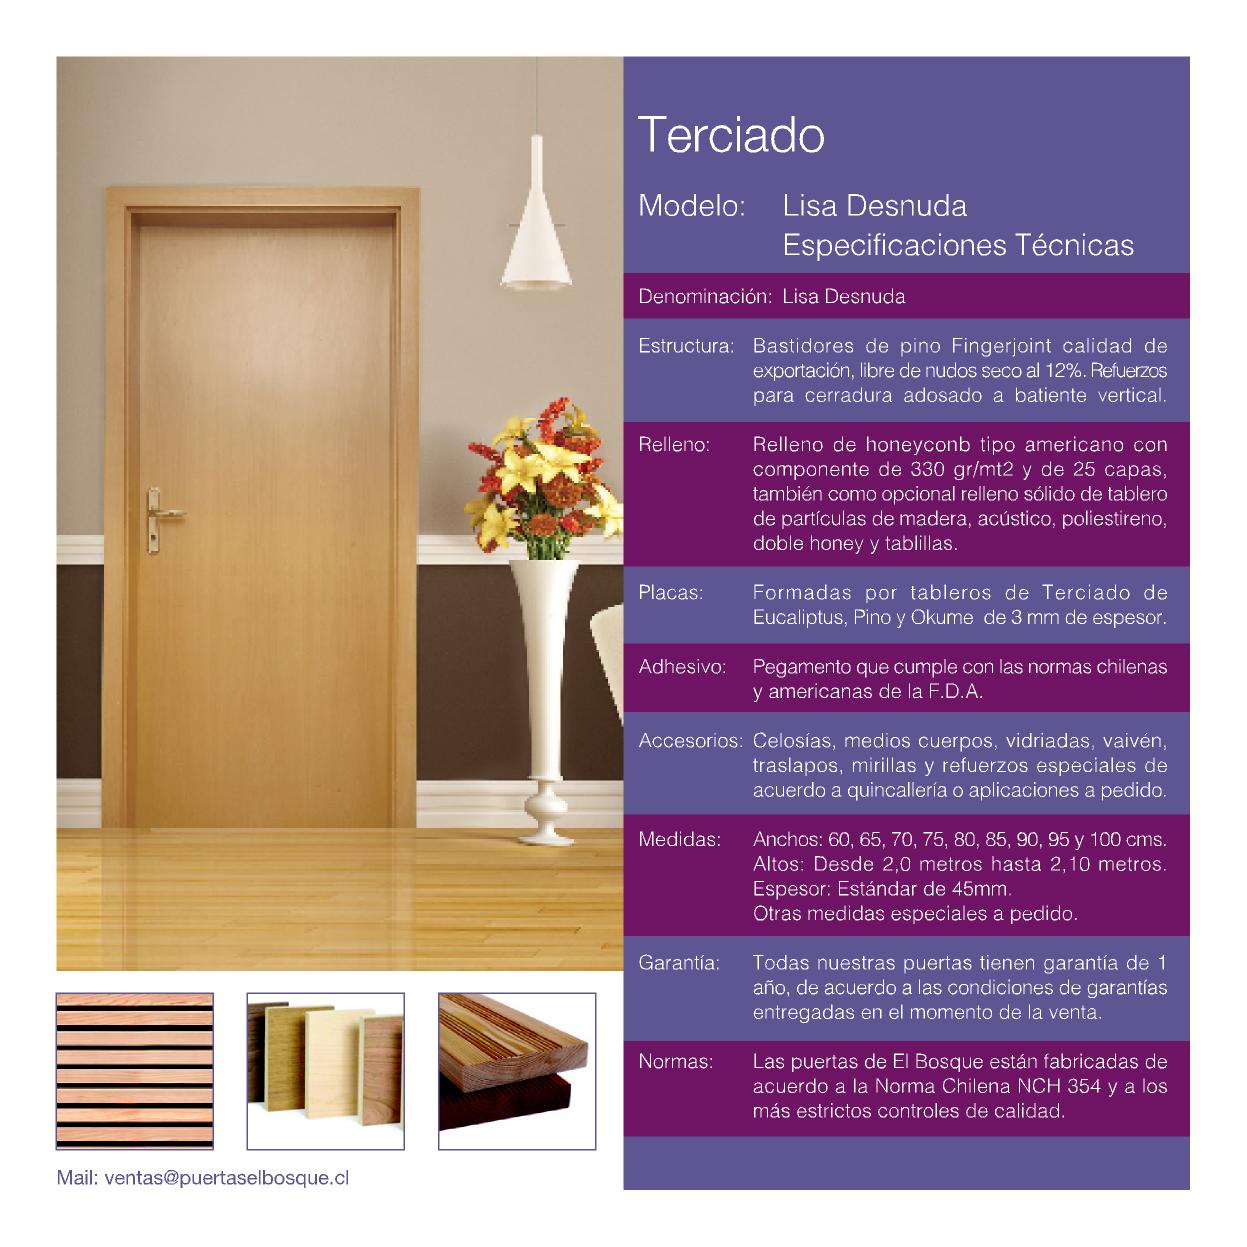 Terciado
Modelo: Lisa Desnuda
Especificaciones Técnicas
Denominación: Lisa Desnuda
Estructura: Bastidores de pino Fingerjoint calidad de
exportación, libre de nudos seco al 12%. Refuerzos
para cerradura adosado a batiente vertical.
Relleno: Relleno de honeyconb tipo americano con
componente de 330 gr/mt2 y de 25 capas,
también como opcional relleno sólido de tablero
de partículas de madera, acústico, poliestireno,
doble honey y tablillas.
Placas: Formadas por tableros de Terciado de
Eucaliptus, Pino y Okume de 3 mm de espesor.
Adhesivo: Pegamento que cumple con las normas chilenas
y americanas de la F.D.A.
Accesorios: Celosías, medios cuerpos, vidriadas, vaivén,
traslapos, mirillas y refuerzos especiales de
acuerdo a quincallería o aplicaciones a pedido.
Medidas: Anchos: 60, 65, 70, 75, 80, 85, 90, 95 y 100 cms.
Altos: Desde 2,0 metros hasta 2,10 metros.
Espesor: Estándar de 45mm.
Otras medidas especiales a pedido.
Garantía: Todas nuestras puertas tienen garantía de 1
año, de acuerdo a las condiciones de garantías
entregadas en el momento de la venta.
Normas: Las puertas de El Bosque están fabricadas de
acuerdo a la Norma Chilena NCH 354 y a los
más estrictos controles de calidad.
Mail: ventas@puertaselbosque.cl